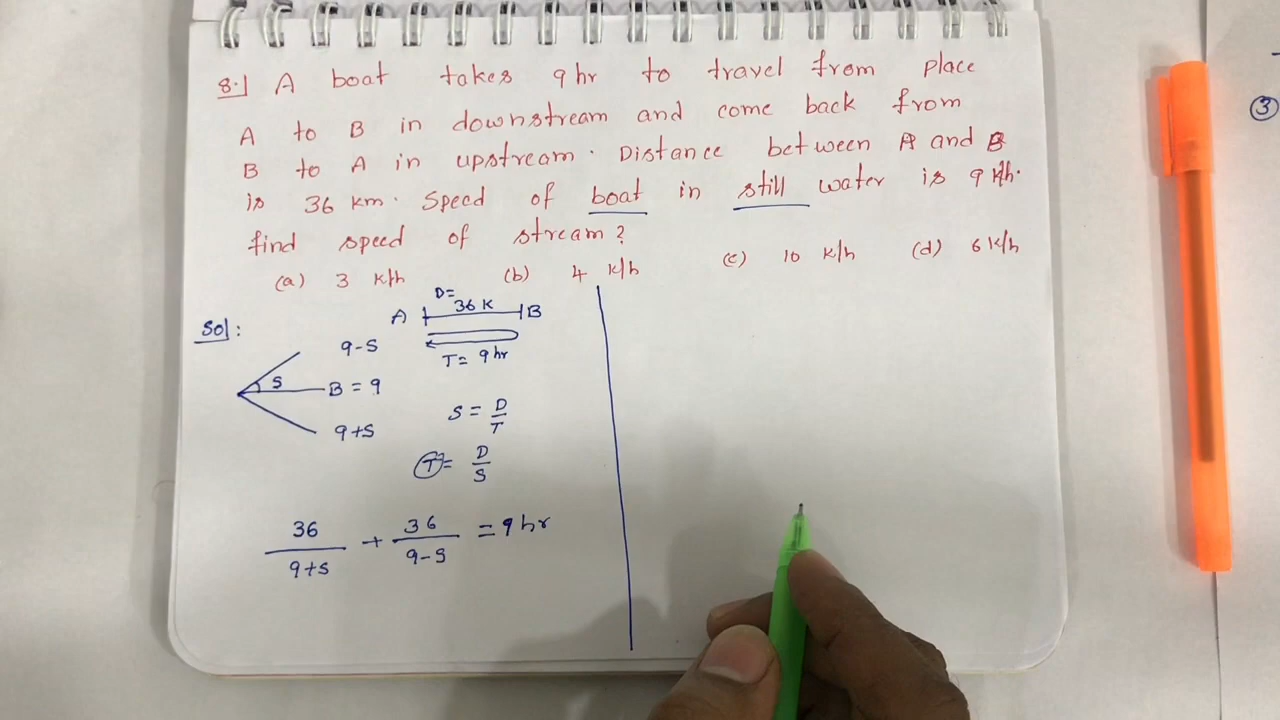 8.) A boat takes 9 hr to travel from place
A to B in downstream and come back from
B to A in upstream. Distance between A and B
is 36 km. Speed of boat in still water is 9 K/h.
find speed of stream?
(a) 3 K/h (b) 4 K/h (c) 10 K/h (d) 6 K/h
Sol:
D=
A 36 K B
T= 9 hr
9-S
S B = 9
9+S
S = D/T
T= D/S
36/9+S + 36/9-S = 9 hr
3